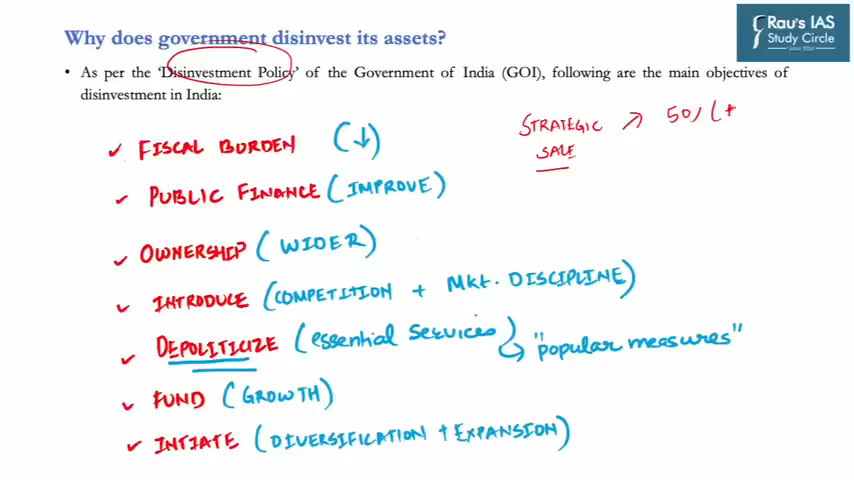 Rau's IAS
Study Circle
Why does government disinvest its assets?
• As per the 'Disinvestment Policy' of the Government of India (GOI), following are the main objectives of
disinvestment in India:
STRATEGIC → 50% (+
SALE
✓ FISCAL BURDEN (↓)
✓ PUBLIC FINANCE (IMPROVE)
✓ OWNERSHIP (WIDER)
✓ INTRODUCE (COMPETITION + Mkt. DISCIPLINE)
✓ DEPOLITICIZE (essential services) → "popular measures"
✓ FUND (GROWTH)
✓ INTIATE (DIVERSIFICATION + EXPANSION)